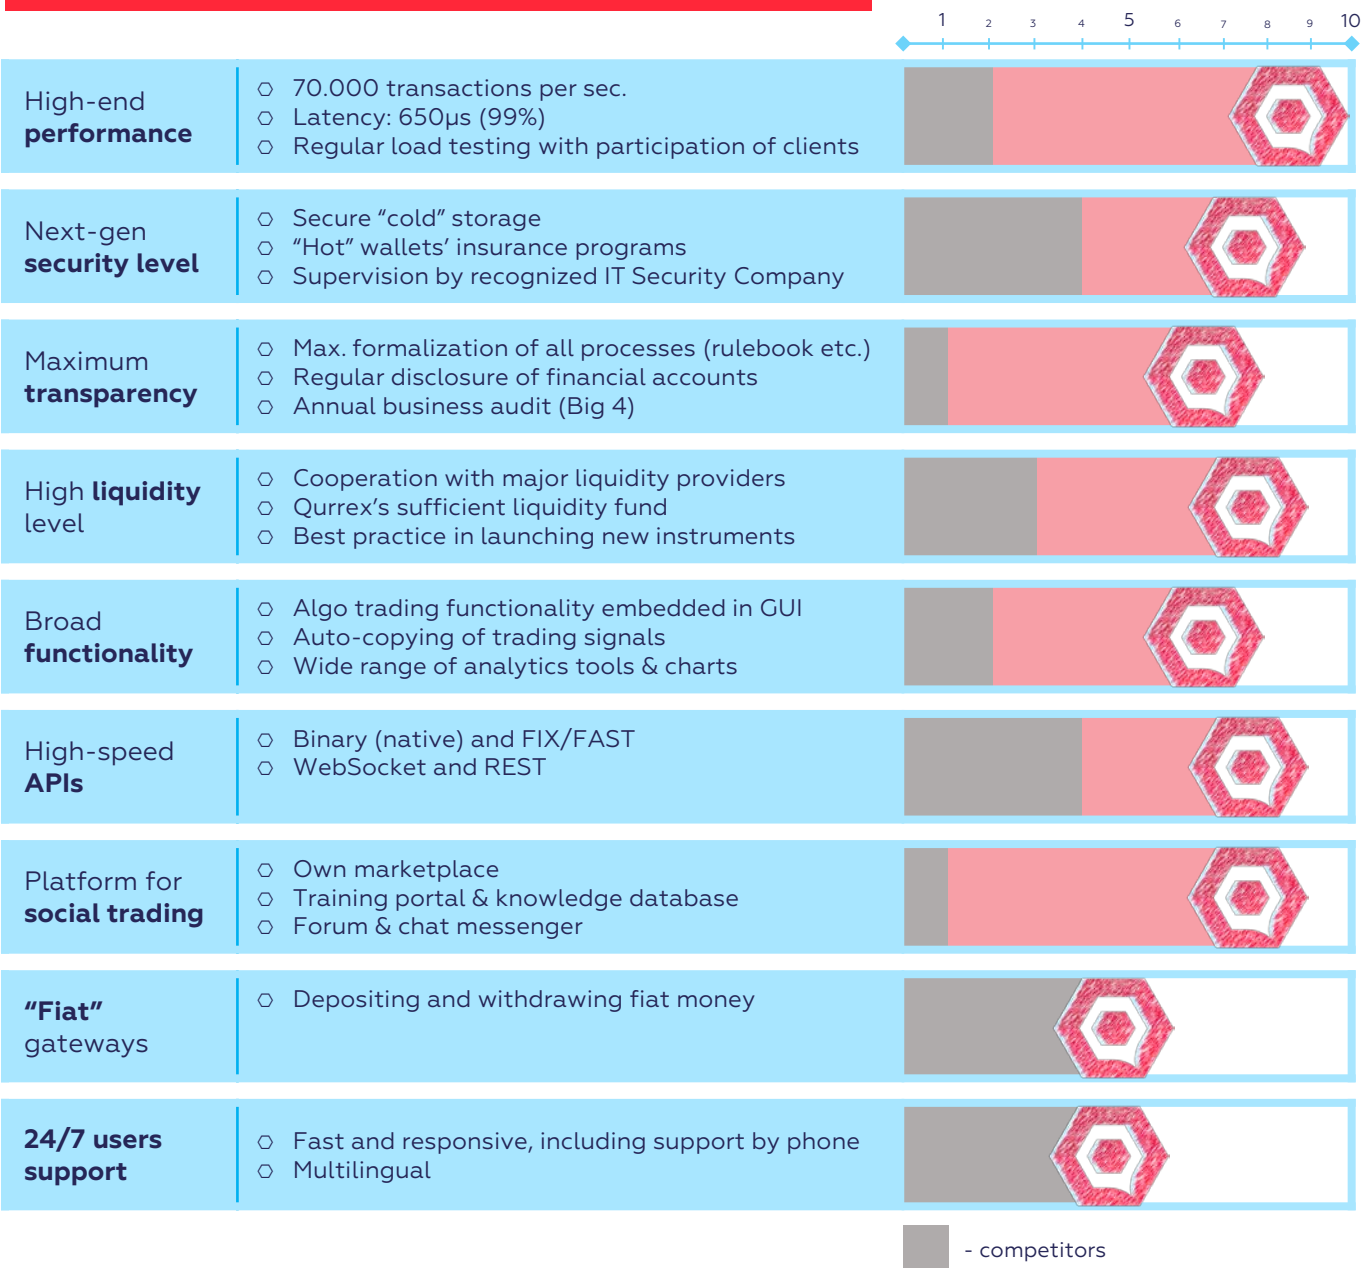 1 2 3 4 5 6 7 8 9 10
High-end
performance
70.000 transactions per sec.
Latency: 650µs (99%)
Regular load testing with participation of clients
Next-gen
security level
Secure “cold” storage
“Hot” wallets’ insurance programs
Supervision by recognized IT Security Company
Maximum
transparency
Max. formalization of all processes (rulebook etc.)
Regular disclosure of financial accounts
Annual business audit (Big 4)
High liquidity
level
Cooperation with major liquidity providers
Qurrex’s sufficient liquidity fund
Best practice in launching new instruments
Broad
functionality
Algo trading functionality embedded in GUI
Auto-copying of trading signals
Wide range of analytics tools & charts
High-speed
APIs
Binary (native) and FIX/FAST
WebSocket and REST
Platform for
social trading
Own marketplace
Training portal & knowledge database
Forum & chat messenger
“Fiat”
gateways
Depositing and withdrawing fiat money
24/7 users
support
Fast and responsive, including support by phone
Multilingual
- competitors